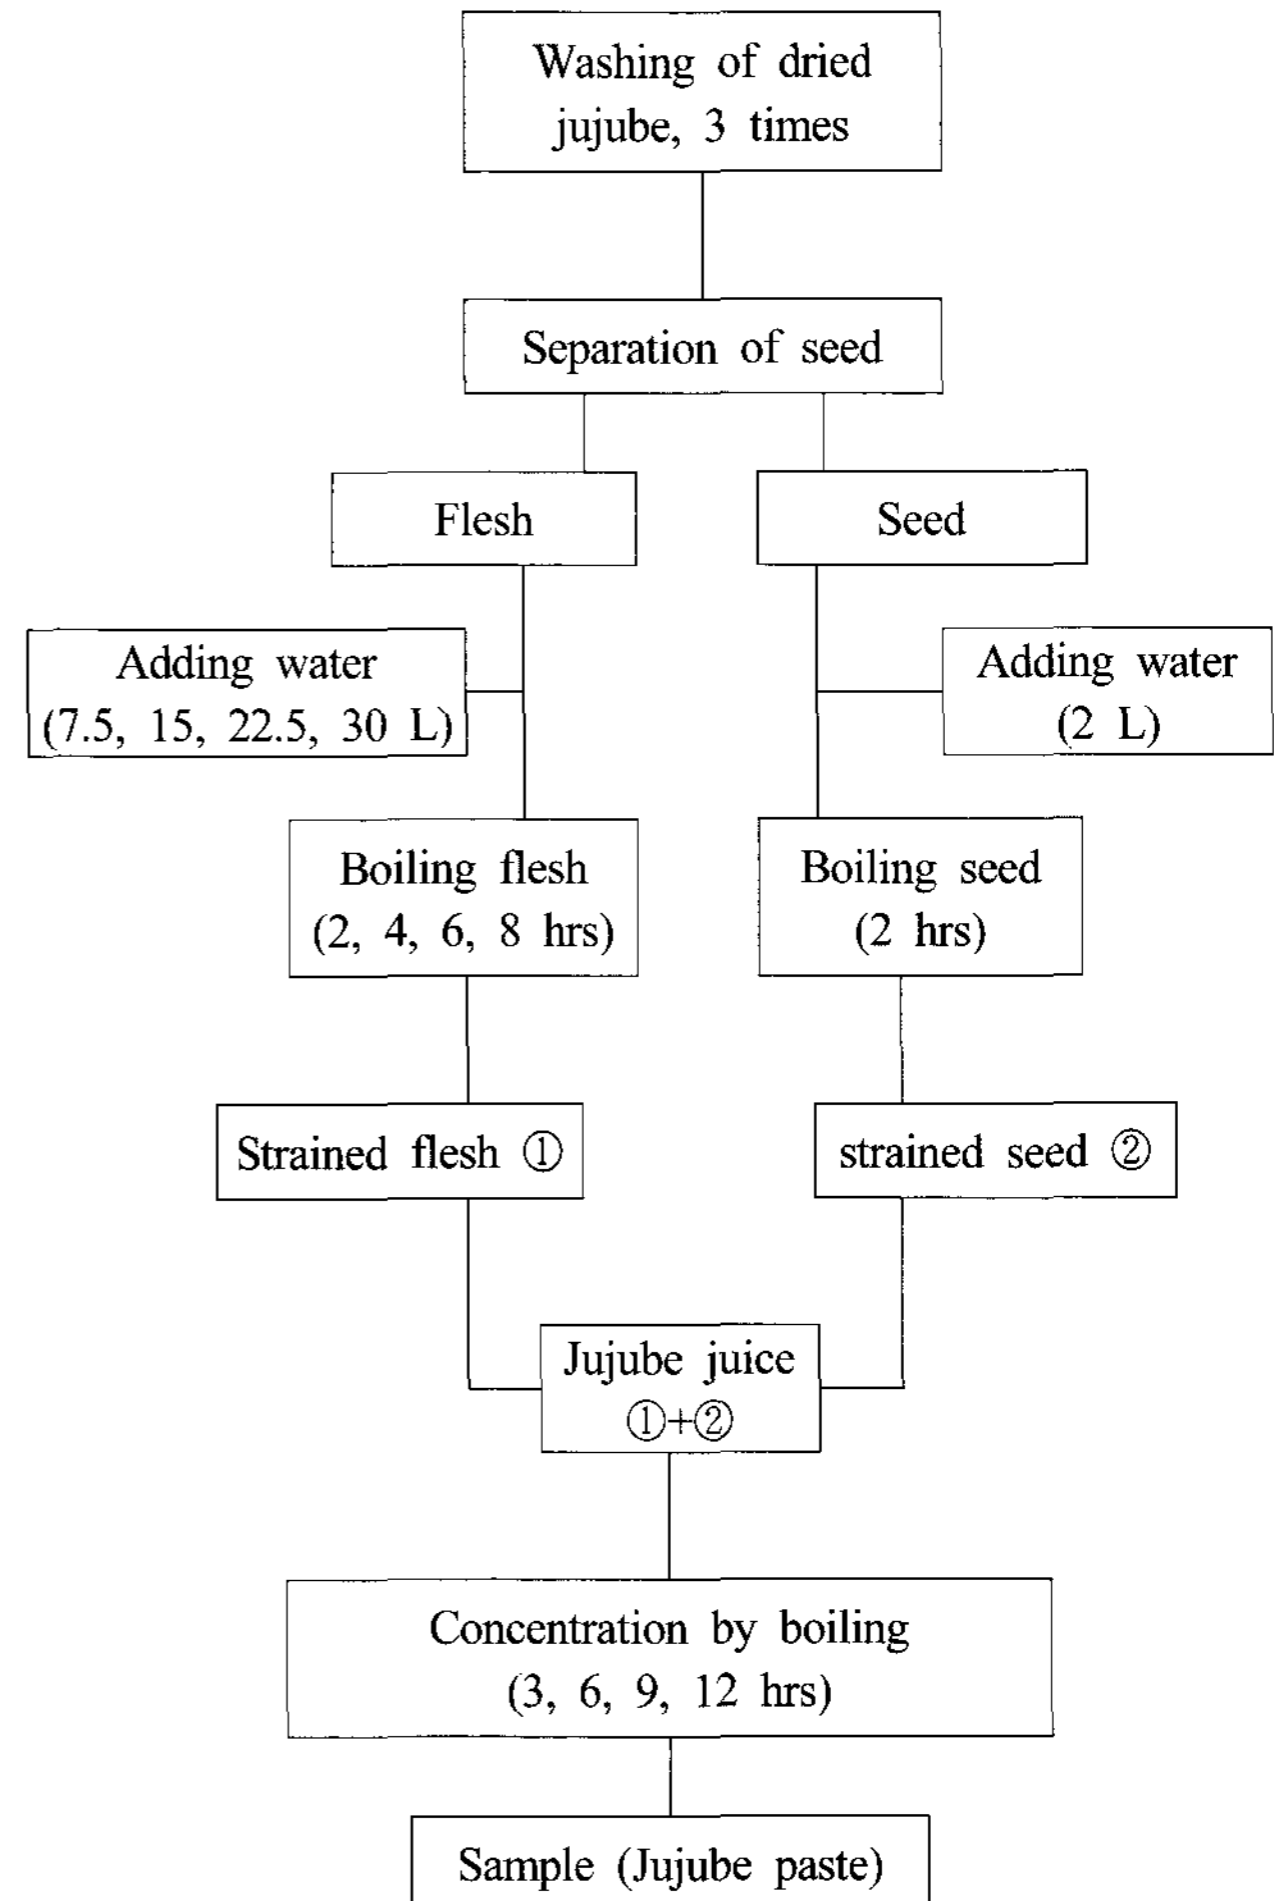 Washing of dried
jujube, 3 times
Separation of seed
Flesh
Seed
Adding water
(7.5, 15, 22.5, 30 L)
Adding water
(2 L)
Boiling flesh
(2, 4, 6, 8 hrs)
Boiling seed
(2 hrs)
Strained flesh ①
strained seed ②
Jujube juice
①+②
Concentration by boiling
(3, 6, 9, 12 hrs)
Sample (Jujube paste)